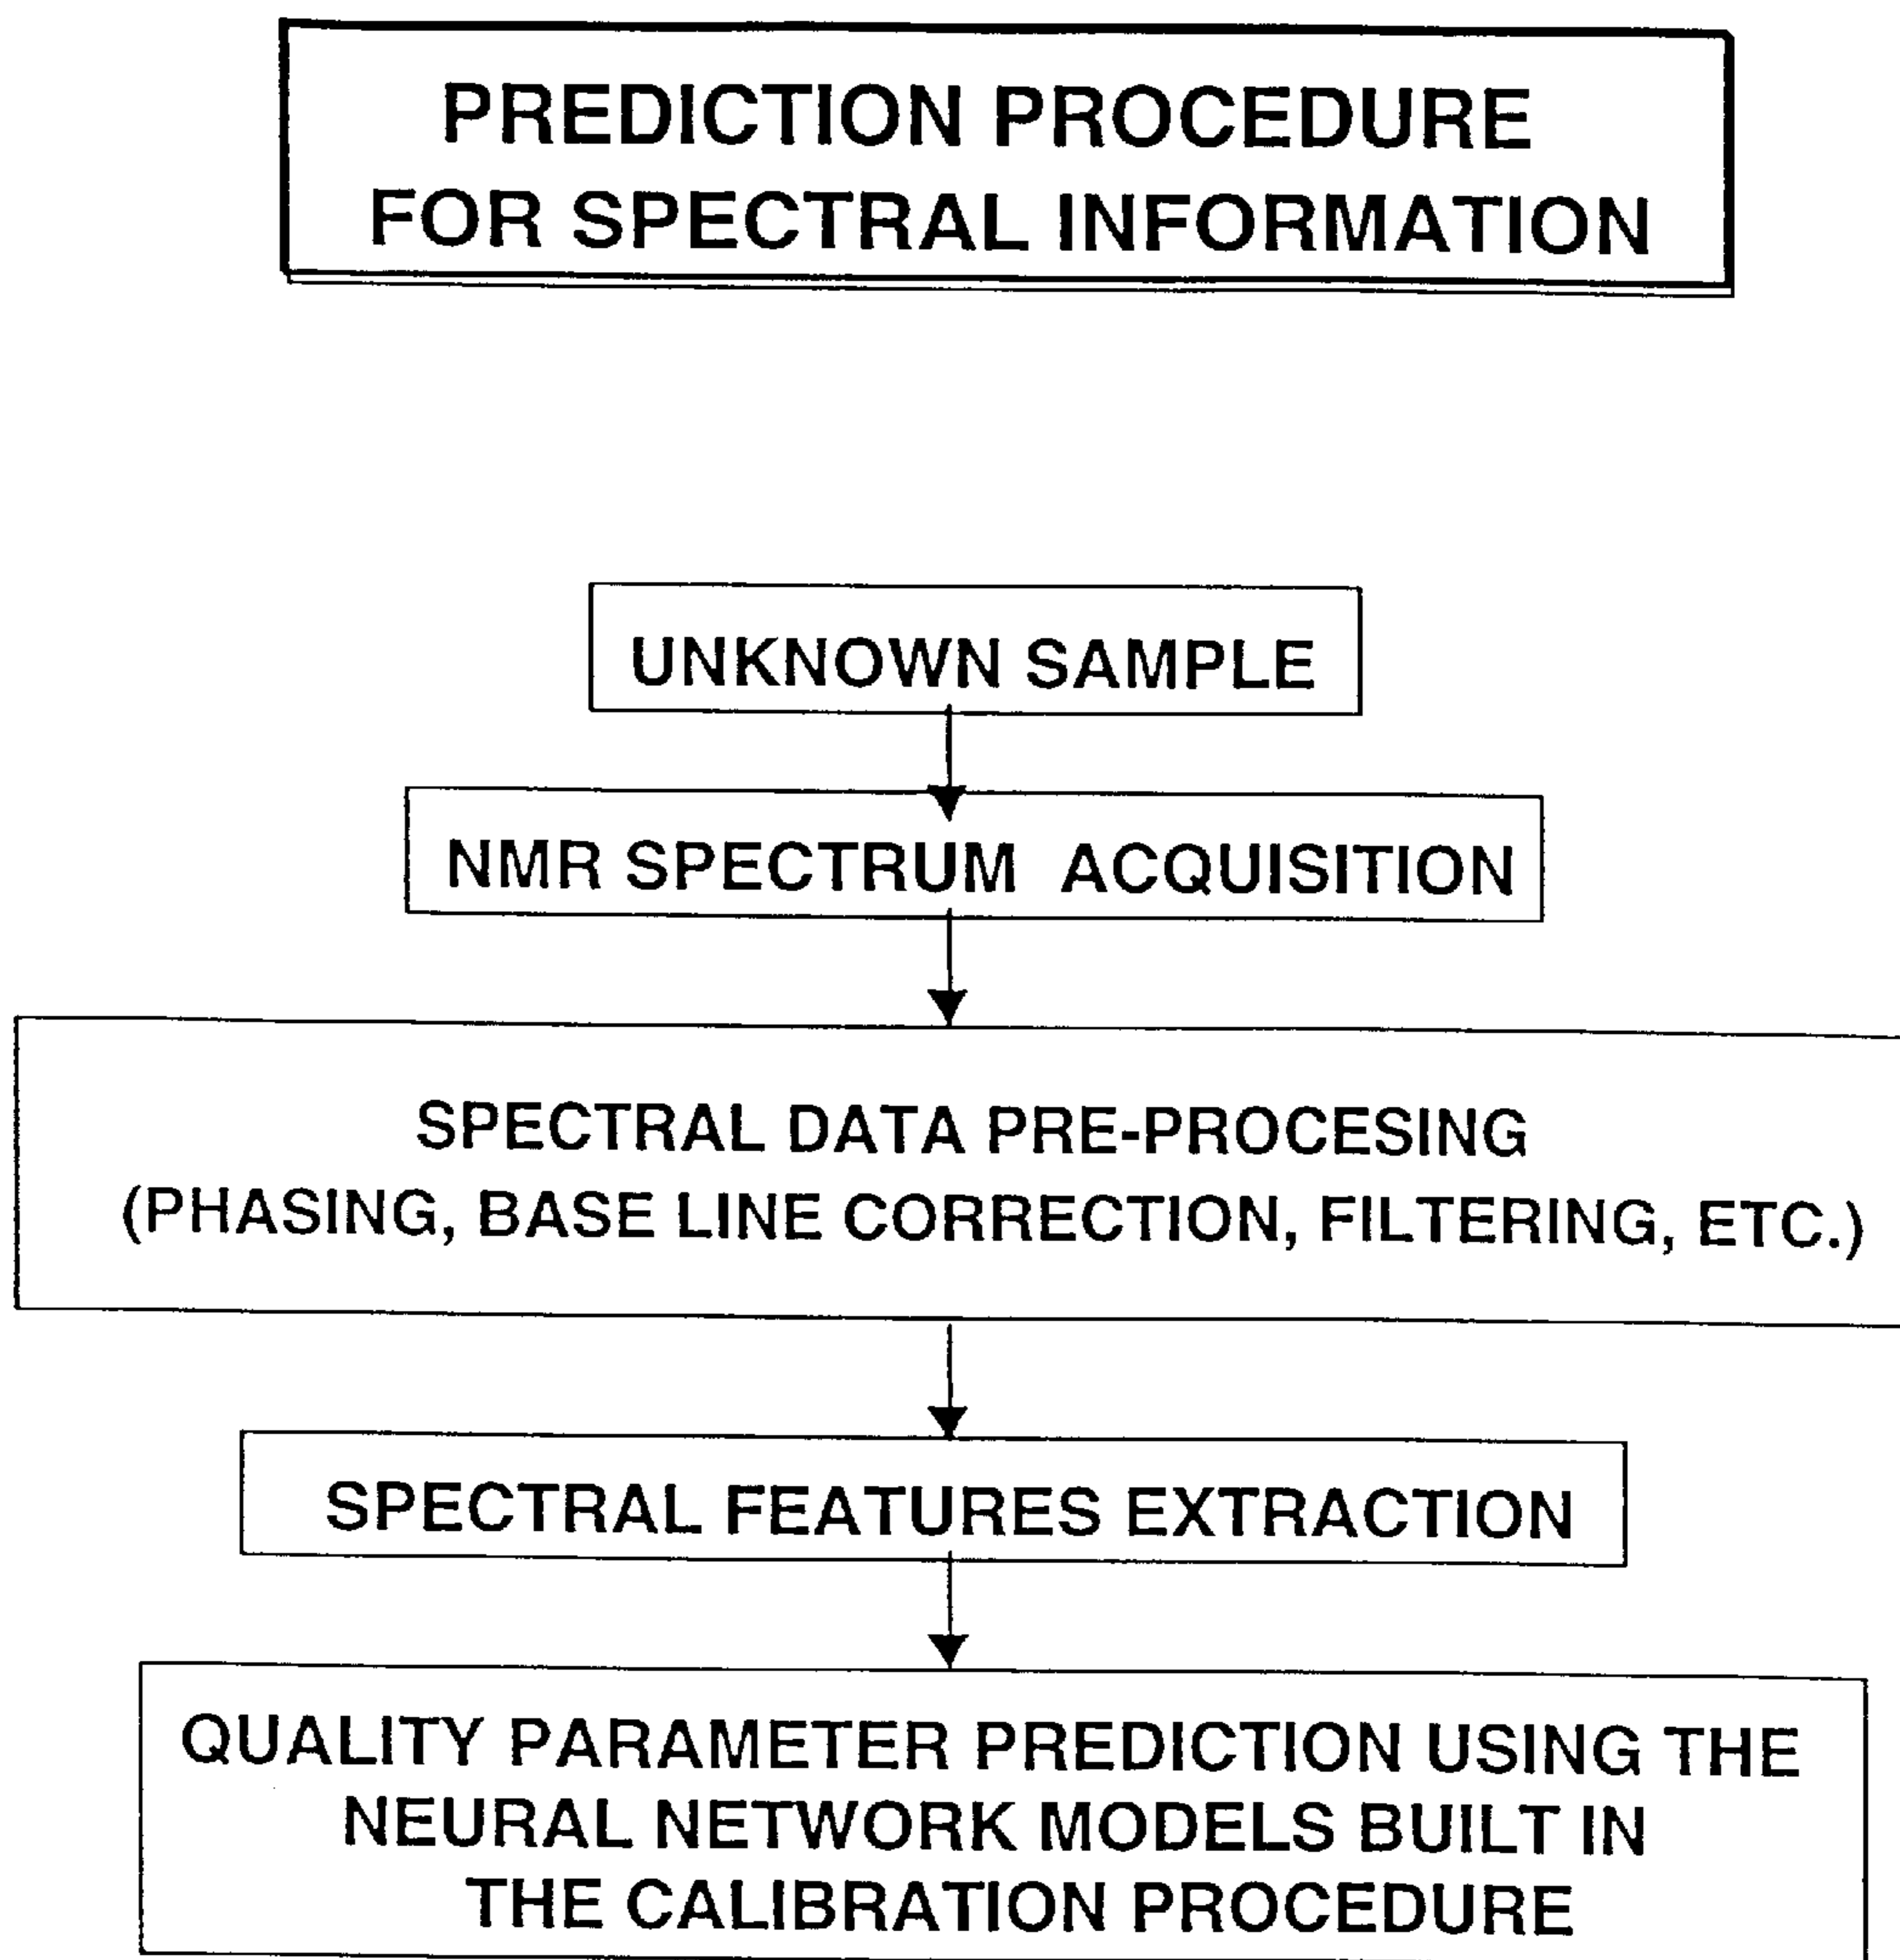 PREDICTION PROCEDURE
FOR SPECTRAL INFORMATION
UNKNOWN SAMPLE
NMR SPECTRUM ACQUISITION
SPECTRAL DATA PRE-PROCESING
(PHASING, BASE LINE CORRECTION, FILTERING, ETC.)
SPECTRAL FEATURES EXTRACTION
QUALITY PARAMETER PREDICTION USING THE
NEURAL NETWORK MODELS BUILT IN
THE CALIBRATION PROCEDURE